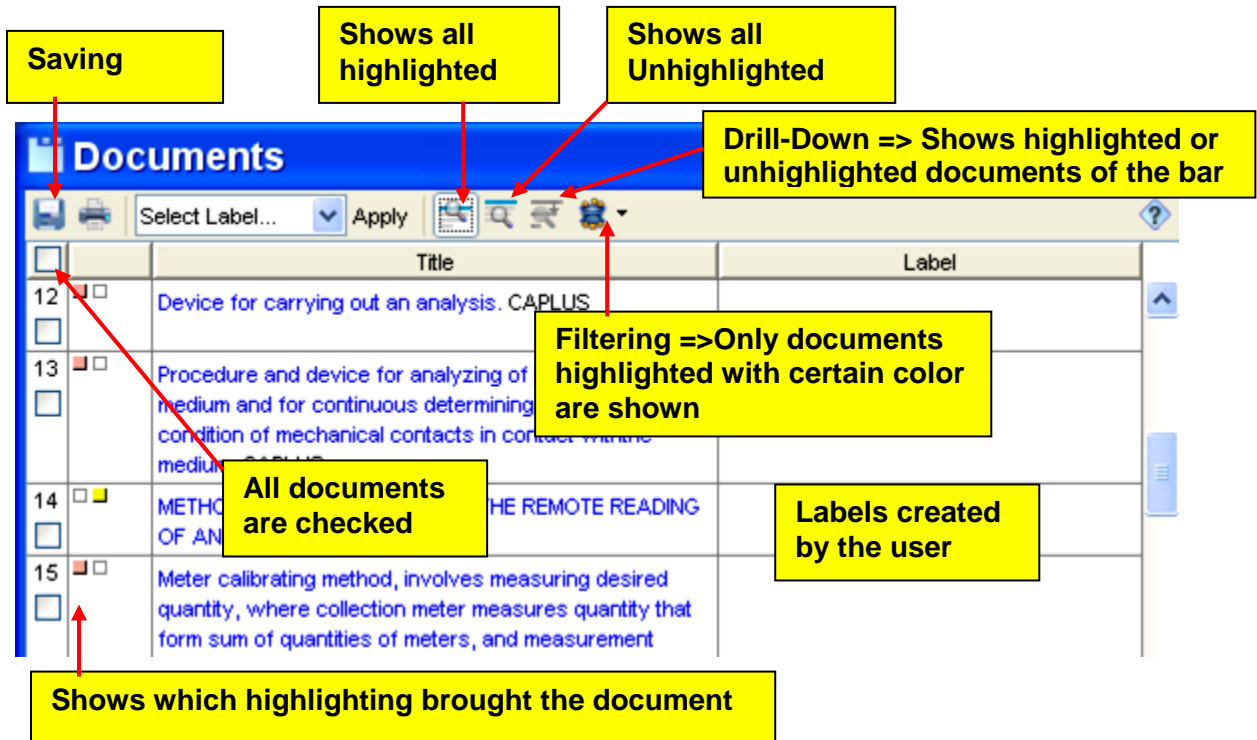 Saving
Shows all
highlighted
Shows all
Unhighlighted
Drill-Down => Shows highlighted or
unhighlighted documents of the bar
Documents
Select Label... Apply
Title Label
12 Device for carrying out an analysis. CAPLUS
Filtering =>Only documents
highlighted with certain color
are shown
13 Procedure and device for analyzing of
medium and for continuous determining
condition of mechanical contacts in contact
medium
All documents
are checked
14 HE REMOTE READING
OF AN
Labels created
by the user
15 Meter calibrating method, involves measuring desired
quantity, where collection meter measures quantity that
form sum of quantities of meters, and measurement
Shows which highlighting brought the document